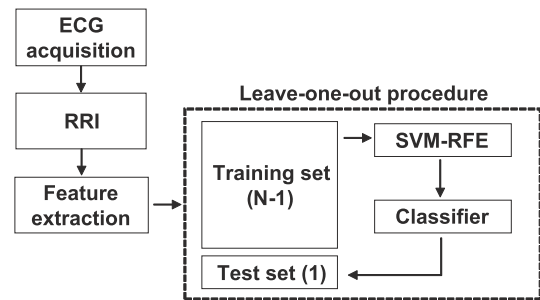 ECG
acquisition
RRI
Feature
extraction
Leave-one-out procedure
Training set
(N-1)
SVM-RFE
Classifier
Test set (1)